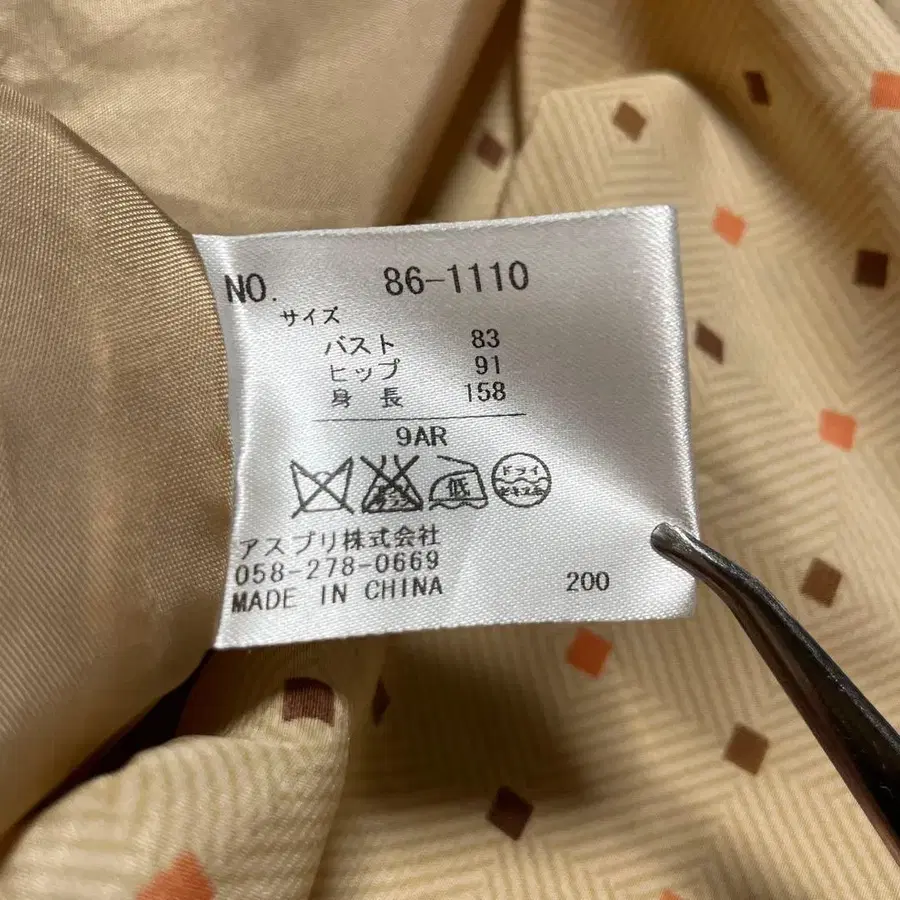 NO. 86-1110
サイズ
バスト 83
ヒップ 91
身長 158
9AR
低 ドライ
アスプリ株式会社
058-278-0669
MADE IN CHINA 200